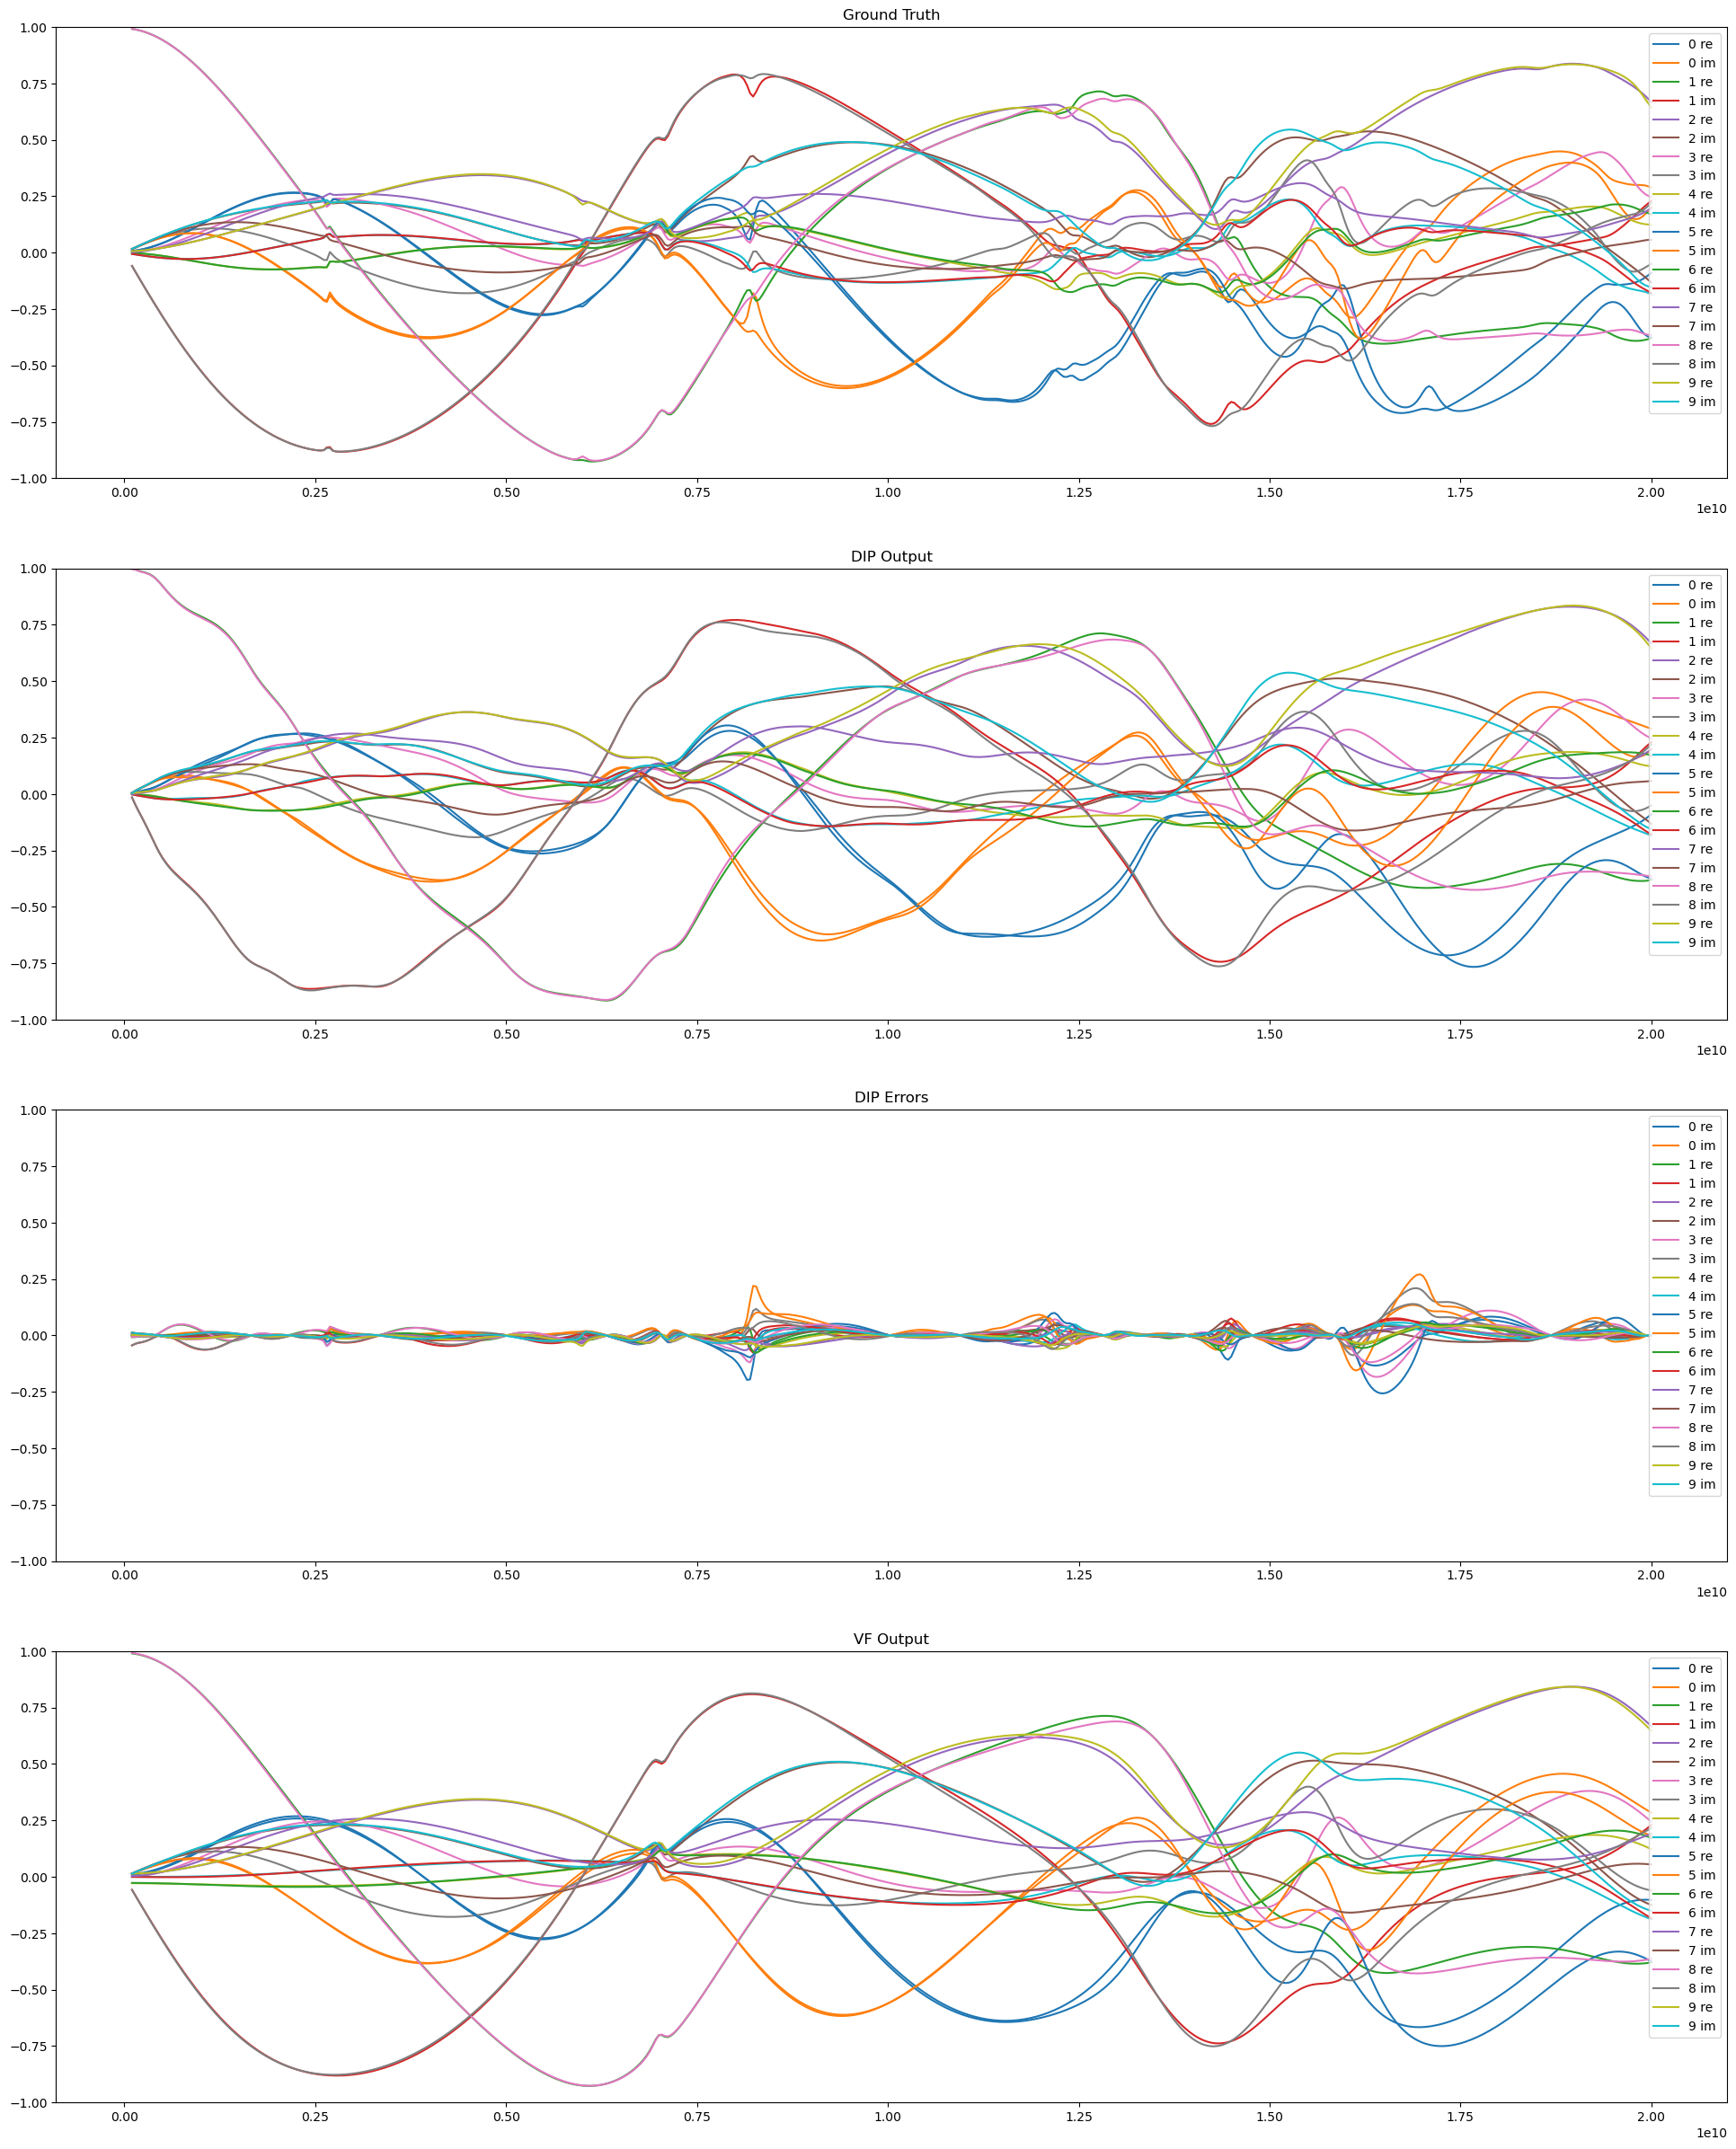 Ground Truth
1.00
0.75
0.50
0.25
0.00
−0.25
−0.50
−0.75
−1.00
0 re
0 im
1 re
1 im
2 re
2 im
3 re
3 im
4 re
4 im
5 re
5 im
6 re
6 im
7 re
7 im
8 re
8 im
9 re
9 im
0.00 0.25 0.50 0.75 1.00 1.25 1.50 1.75 2.00
1e10
DIP Output
1.00
0.75
0.50
0.25
0.00
−0.25
−0.50
−0.75
−1.00
0 re
0 im
1 re
1 im
2 re
2 im
3 re
3 im
4 re
4 im
5 re
5 im
6 re
6 im
7 re
7 im
8 re
8 im
9 re
9 im
0.00 0.25 0.50 0.75 1.00 1.25 1.50 1.75 2.00
1e10
DIP Errors
1.00
0.75
0.50
0.25
0.00
−0.25
−0.50
−0.75
−1.00
0 re
0 im
1 re
1 im
2 re
2 im
3 re
3 im
4 re
4 im
5 re
5 im
6 re
6 im
7 re
7 im
8 re
8 im
9 re
9 im
0.00 0.25 0.50 0.75 1.00 1.25 1.50 1.75 2.00
1e10
VF Output
1.00
0.75
0.50
0.25
0.00
−0.25
−0.50
−0.75
−1.00
0 re
0 im
1 re
1 im
2 re
2 im
3 re
3 im
4 re
4 im
5 re
5 im
6 re
6 im
7 re
7 im
8 re
8 im
9 re
9 im
0.00 0.25 0.50 0.75 1.00 1.25 1.50 1.75 2.00
1e10